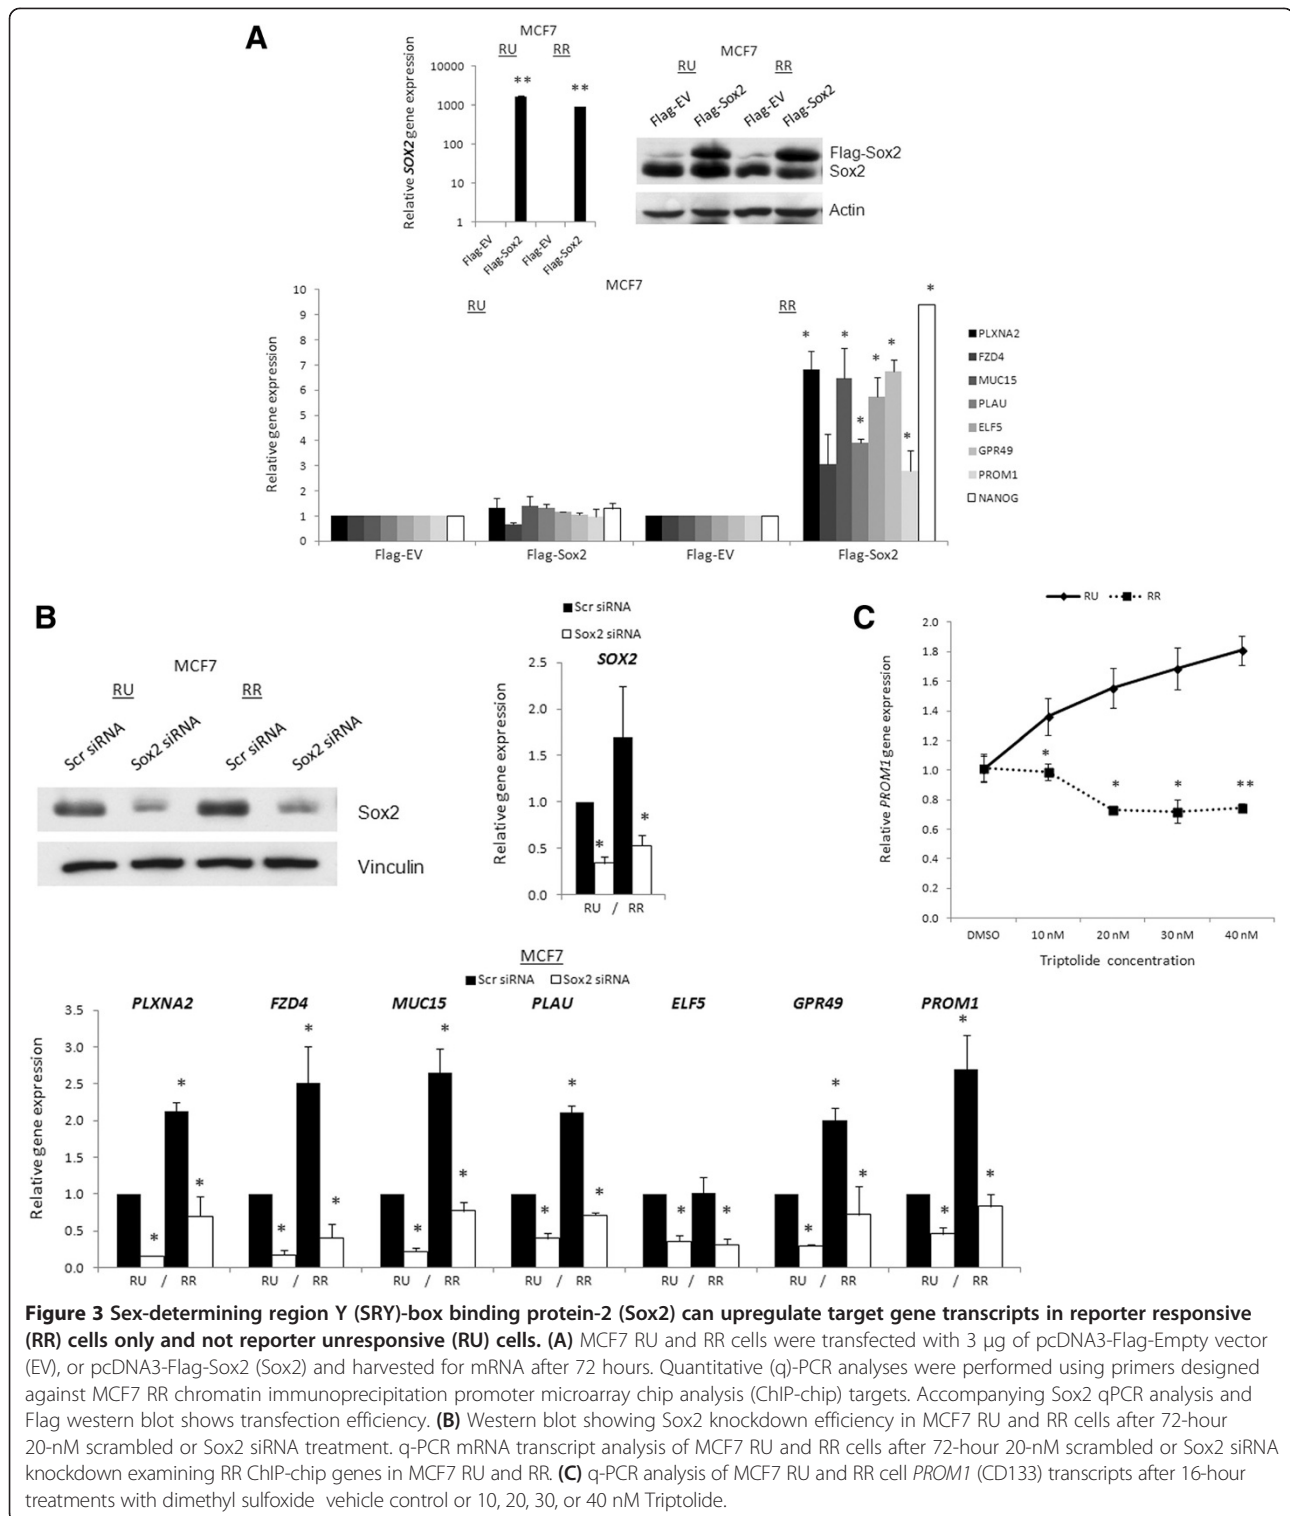 A
MCF7
RU RR
Relative SOX2 gene expression
10000
1000
100
10
1
** **
Flag-EV Flag-Sox2 Flag-EV Flag-Sox2
MCF7
RU RR
Flag-EV Flag-Sox2 Flag-EV Flag-Sox2
Flag-Sox2
Sox2
Actin
MCF7
RU RR
Relative gene expression
10
9
8
7
6
5
4
3
2
1
0
* * * * * * *
Flag-EV Flag-Sox2 Flag-EV Flag-Sox2
PLXNA2
FZD4
MUC15
PLAU
ELF5
GPR49
PROM1
NANOG
B
MCF7
RU RR
Scr siRNA Sox2 siRNA Scr siRNA Sox2 siRNA
Sox2
Vinculin
Scr siRNA
Sox2 siRNA
SOX2
Relative gene expression
2.5
2.0
1.5
1.0
0.5
0.0
* *
RU / RR
C
RU RR
Relative PROM1 gene expression
2.0
1.8
1.6
1.4
1.2
1.0
0.8
0.6
0.4
0.2
0.0
* * * **
DMSO 10 nM 20 nM 30 nM 40 nM
Triptolide concentration
MCF7
Scr siRNA Sox2 siRNA
PLXNA2 FZD4 MUC15 PLAU ELF5 GPR49 PROM1
Relative gene expression
3.5
3.0
2.5
2.0
1.5
1.0
0.5
0.0
* * * * * * * * * * * * * * * * * * * *
RU / RR RU / RR RU / RR RU / RR RU / RR RU / RR RU / RR
Figure 3 Sex-determining region Y (SRY)-box binding protein-2 (Sox2) can upregulate target gene transcripts in reporter responsive
(RR) cells only and not reporter unresponsive (RU) cells. (A) MCF7 RU and RR cells were transfected with 3 µg of pcDNA3-Flag-Empty vector
(EV), or pcDNA3-Flag-Sox2 (Sox2) and harvested for mRNA after 72 hours. Quantitative (q)-PCR analyses were performed using primers designed
against MCF7 RR chromatin immunoprecipitation promoter microarray chip analysis (ChIP-chip) targets. Accompanying Sox2 qPCR analysis and
Flag western blot shows transfection efficiency. (B) Western blot showing Sox2 knockdown efficiency in MCF7 RU and RR cells after 72-hour
20-nM scrambled or Sox2 siRNA treatment. q-PCR mRNA transcript analysis of MCF7 RU and RR cells after 72-hour 20-nM scrambled or Sox2 siRNA
knockdown examining RR ChIP-chip genes in MCF7 RU and RR. (C) q-PCR analysis of MCF7 RU and RR cell PROM1 (CD133) transcripts after 16-hour
treatments with dimethyl sulfoxide vehicle control or 10, 20, 30, or 40 nM Triptolide.